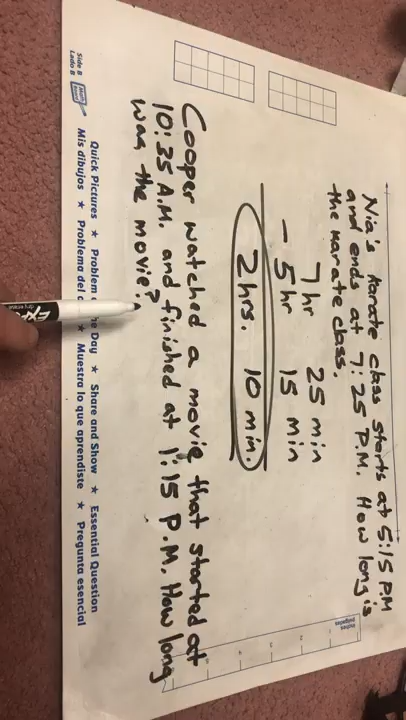 Nia's karate class starts at 5:15 P.M
and ends at 7:25 P.M. How long is
the karate class.
7 hr 25 min
- 5 hr 15 min
2 hrs. 10 min.
Cooper watched a movie that started at
10:35 A.M. and finished at 1:15 P.M. How long
was the movie?
Side B
Lado B
Quick Pictures ★ Problem of the Day ★ Share and Show ★ Essential Question
Mis dibujos ★ Problema del ★ Muestra lo que aprendiste ★ Pregunta esencial